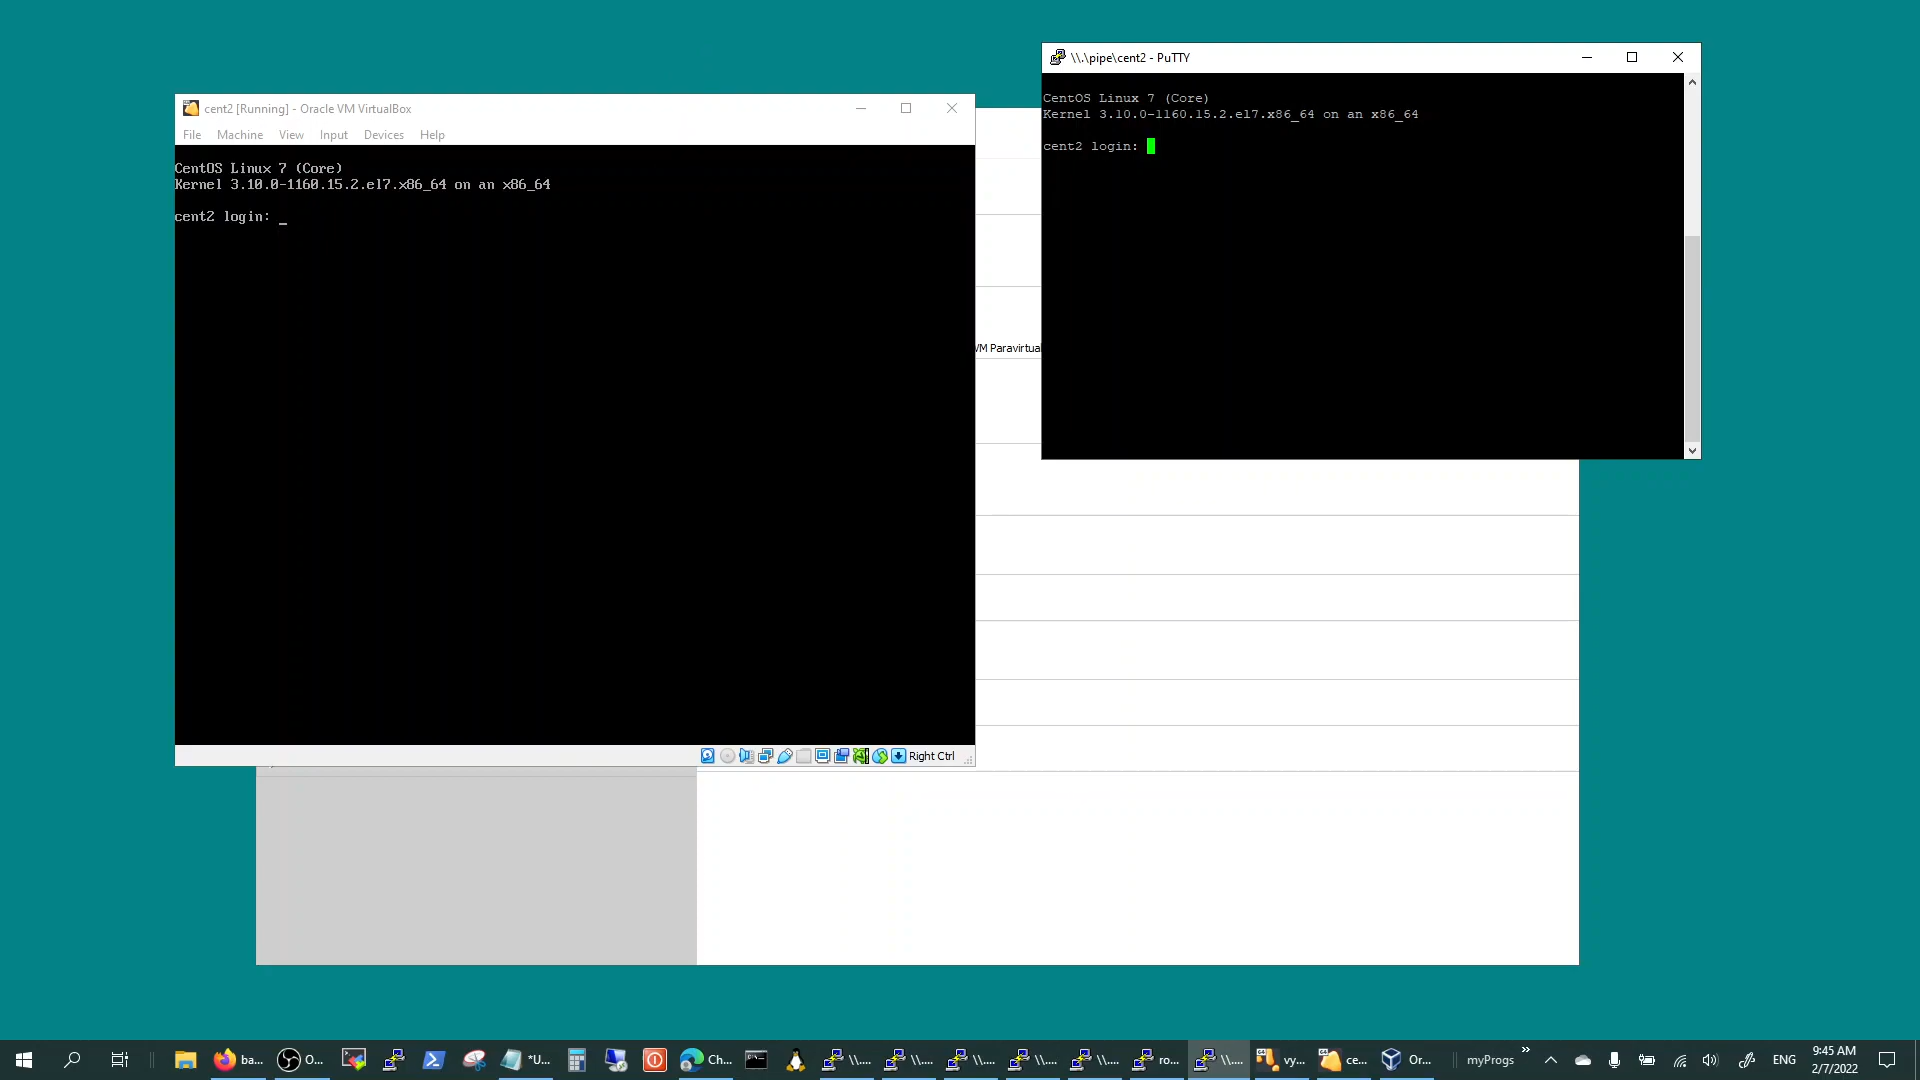 \\.\pipe\cent2 - PuTTY
CentOS Linux 7 (Core)
Kernel 3.10.0-1160.15.2.el7.x86_64 on an x86_64
cent2 login:
cent2 [Running] - Oracle VM VirtualBox
File Machine View Input Devices Help
CentOS Linux 7 (Core)
Kernel 3.10.0-1160.15.2.el7.x86_64 on an x86_64
cent2 login: _
VM Paravirtual
Right Ctrl
ba...
O...
*U...
Ch...
\\....
\\....
\\....
\\....
\\....
ro...
\\....
vy...
ce...
Or...
myProgs
ENG
9:45 AM
2/7/2022